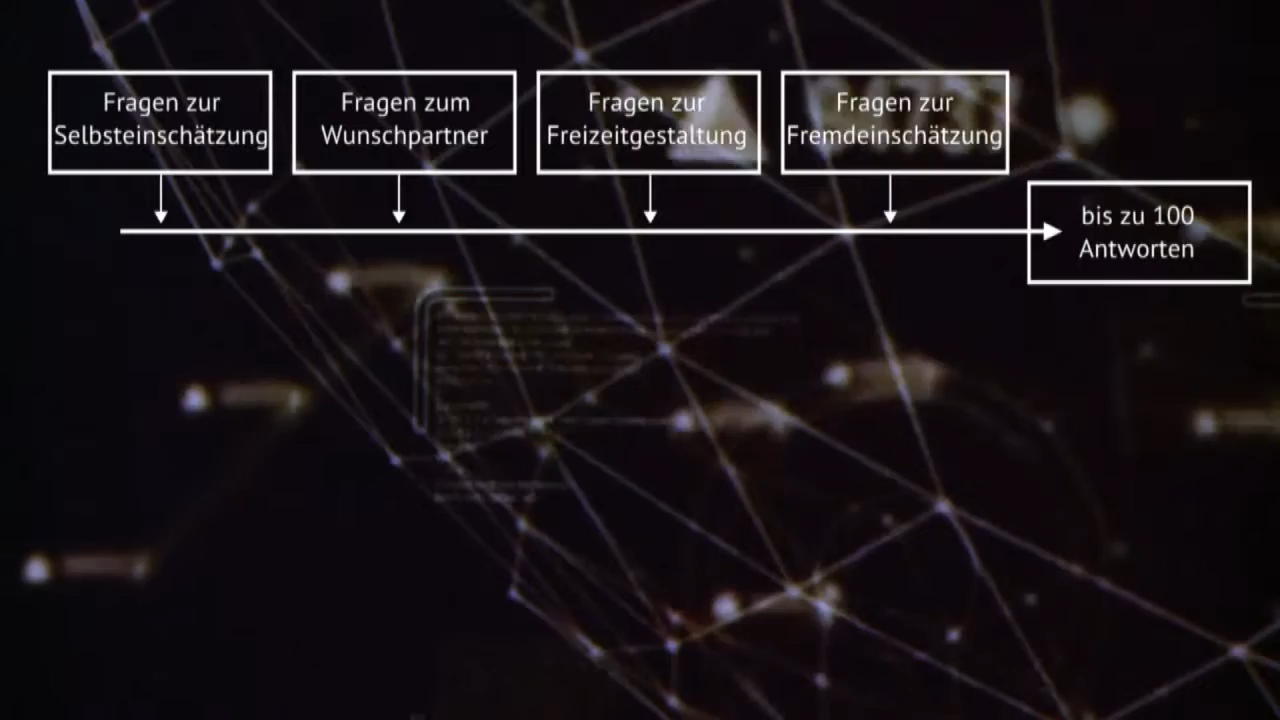 Fragen zur
Selbsteinschätzung
Fragen zum
Wunschpartner
Fragen zur
Freizeitgestaltung
Fragen zur
Fremdeinschätzung
bis zu 100
Antworten